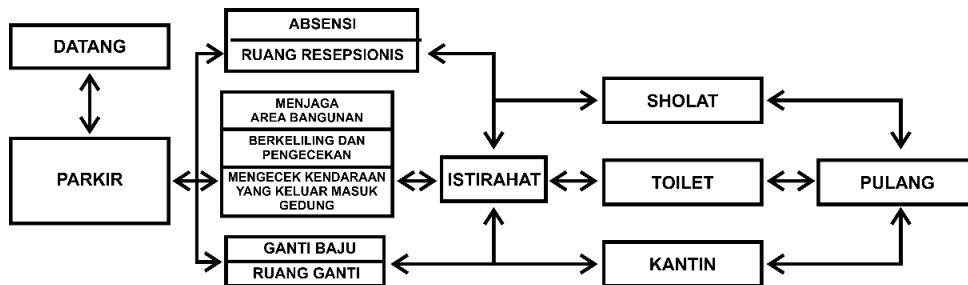 DATANG
PARKIR
ABSENSI
RUANG RESEPSIONIS
MENJAGA
AREA BANGUNAN
BERKELILING DAN
PENGECEKAN
MENGECEK KENDARAAN
YANG KELUAR MASUK
GEDUNG
GANTI BAJU
RUANG GANTI
ISTIRAHAT
SHOLAT
TOILET
KANTIN
PULANG